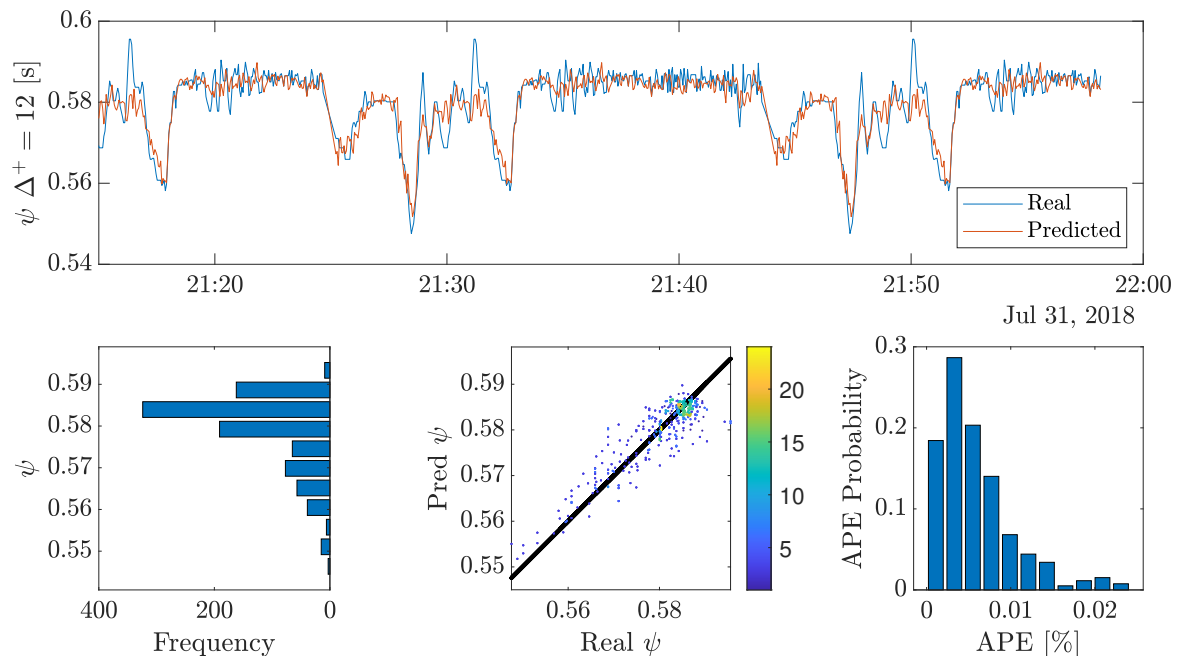 0.6
0.58
0.56
0.54
ψ Δ⁺ = 12 [s]
Real
Predicted
21:20 21:30 21:40 21:50 22:00
Jul 31, 2018
0.59
0.58
0.57
0.56
0.55
ψ
400 200 0
Frequency
0.59
0.58
0.57
0.56
0.55
Pred ψ
0.56 0.58
Real ψ
20
15
10
5
0.3
0.2
0.1
0
APE Probability
0 0.01 0.02
APE [%]